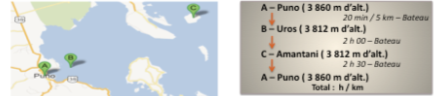 C
B
A
Puno
A – Puno ( 3 860 m d'alt.)
20 min / 5 km – Bateau
B – Uros ( 3 812 m d'alt.)
2 h 00 – Bateau
C – Amantani ( 3 812 m d'alt.)
2 h 30 – Bateau
A – Puno ( 3 860 m d'alt.)
Total : h / km